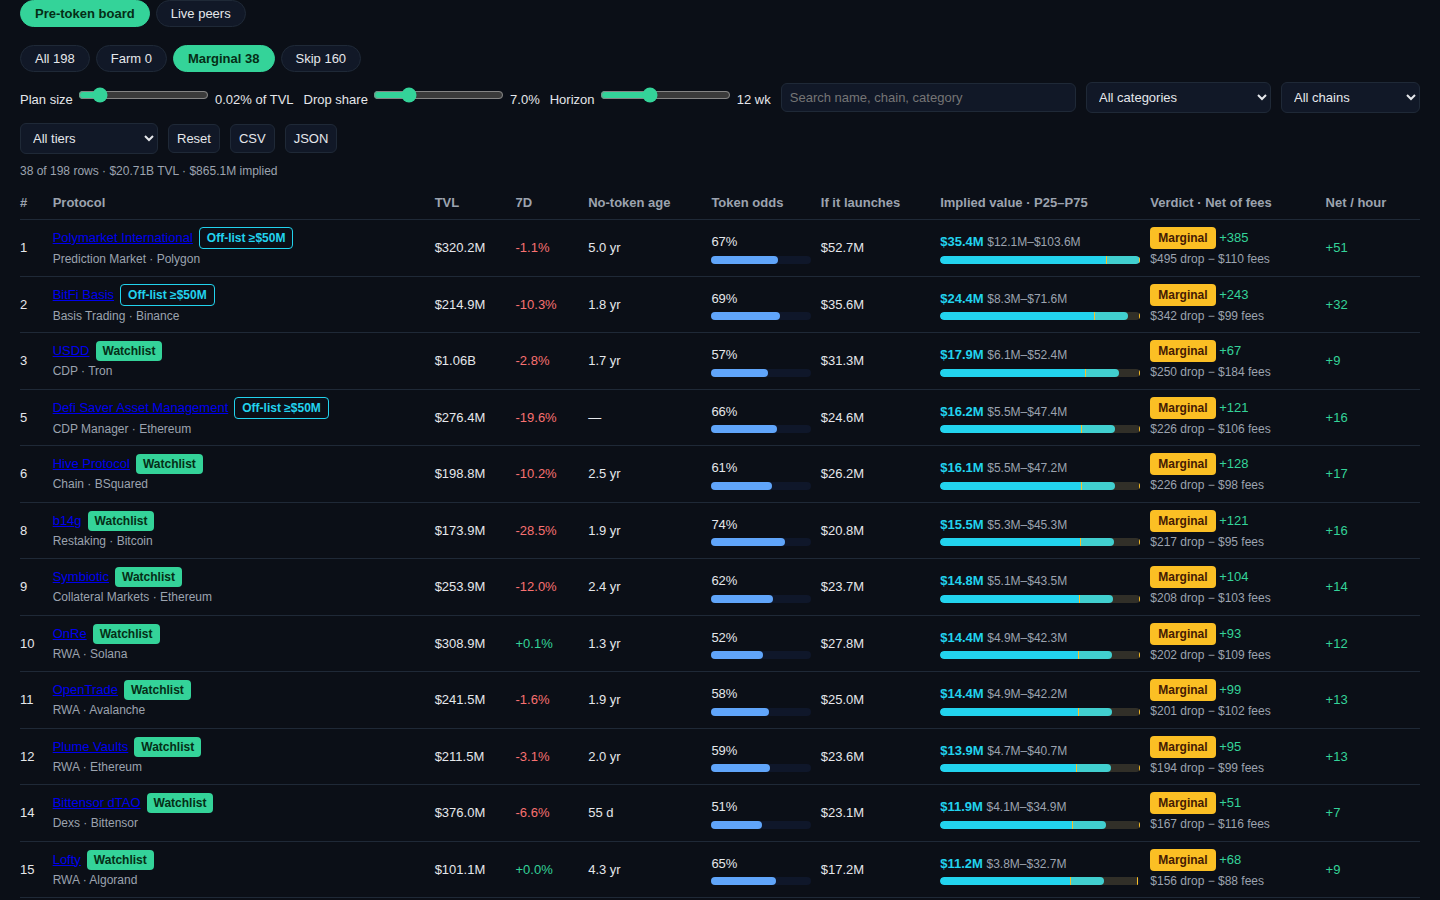 Pre-token board Live peers
All 198 Farm 0 Marginal 38 Skip 160
Plan size 0.02% of TVL Drop share 7.0% Horizon 12 wk Search name, chain, category All categories All chains
All tiers Reset CSV JSON
38 of 198 rows · $20.71B TVL · $865.1M implied
# Protocol TVL 7D No-token age Token odds If it launches Implied value · P25–P75 Verdict · Net of fees Net / hour
1 Polymarket International Off-list ≥$50M $320.2M -1.1% 5.0 yr 67% $52.7M $35.4M $12.1M–$103.6M Marginal +385 +51
Prediction Market · Polygon $495 drop − $110 fees
2 BitFi Basis Off-list ≥$50M $214.9M -10.3% 1.8 yr 69% $35.6M $24.4M $8.3M–$71.6M Marginal +243 +32
Basis Trading · Binance $342 drop − $99 fees
3 USDD Watchlist $1.06B -2.8% 1.7 yr 57% $31.3M $17.9M $6.1M–$52.4M Marginal +67 +9
CDP · Tron $250 drop − $184 fees
5 Defi Saver Asset Management Off-list ≥$50M $276.4M -19.6% — 66% $24.6M $16.2M $5.5M–$47.4M Marginal +121 +16
CDP Manager · Ethereum $226 drop − $106 fees
6 Hive Protocol Watchlist $198.8M -10.2% 2.5 yr 61% $26.2M $16.1M $5.5M–$47.2M Marginal +128 +17
Chain · BSquared $226 drop − $98 fees
8 b14g Watchlist $173.9M -28.5% 1.9 yr 74% $20.8M $15.5M $5.3M–$45.3M Marginal +121 +16
Restaking · Bitcoin $217 drop − $95 fees
9 Symbiotic Watchlist $253.9M -12.0% 2.4 yr 62% $23.7M $14.8M $5.1M–$43.5M Marginal +104 +14
Collateral Markets · Ethereum $208 drop − $103 fees
10 OnRe Watchlist $308.9M +0.1% 1.3 yr 52% $27.8M $14.4M $4.9M–$42.3M Marginal +93 +12
RWA · Solana $202 drop − $109 fees
11 OpenTrade Watchlist $241.5M -1.6% 1.9 yr 58% $25.0M $14.4M $4.9M–$42.2M Marginal +99 +13
RWA · Avalanche $201 drop − $102 fees
12 Plume Vaults Watchlist $211.5M -3.1% 2.0 yr 59% $23.6M $13.9M $4.7M–$40.7M Marginal +95 +13
RWA · Ethereum $194 drop − $99 fees
14 Bittensor dTAO Watchlist $376.0M -6.6% 55 d 51% $23.1M $11.9M $4.1M–$34.9M Marginal +51 +7
Dexs · Bittensor $167 drop − $116 fees
15 Lofty Watchlist $101.1M +0.0% 4.3 yr 65% $17.2M $11.2M $3.8M–$32.7M Marginal +68 +9
RWA · Algorand $156 drop − $88 fees